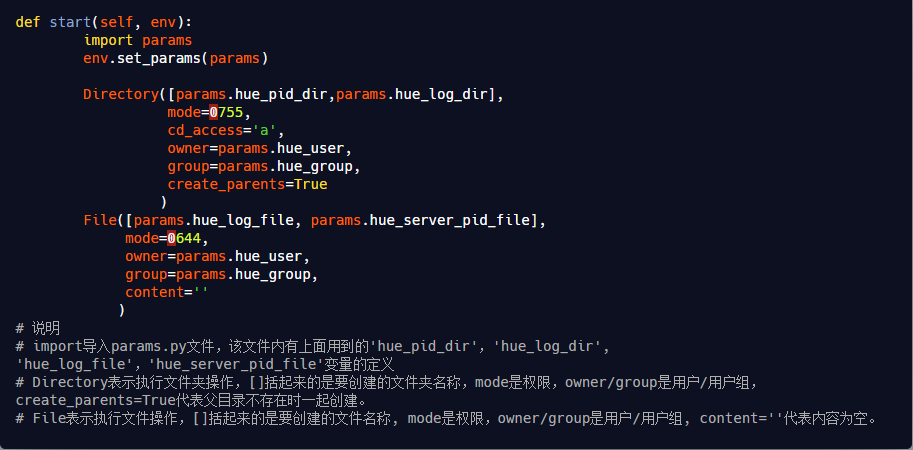 def start(self, env):
        import params
        env.set_params(params)

        Directory([params.hue_pid_dir,params.hue_log_dir],
                  mode=0755,
                  cd_access='a',
                  owner=params.hue_user,
                  group=params.hue_group,
                  create_parents=True
                 )
        File([params.hue_log_file, params.hue_server_pid_file],
             mode=0644,
             owner=params.hue_user,
             group=params.hue_group,
             content=''
            )
# 说明
# import导入params.py文件，该文件内有上面用到的'hue_pid_dir'，'hue_log_dir',
'hue_log_file'，'hue_server_pid_file'变量的定义
# Directory表示执行文件夹操作，[]括起来的是要创建的文件夹名称，mode是权限，owner/group是用户/用户组，
create_parents=True代表父目录不存在时一起创建。
# File表示执行文件操作，[]括起来的是要创建的文件名称, mode是权限，owner/group是用户/用户组, content=''代表内容为空。